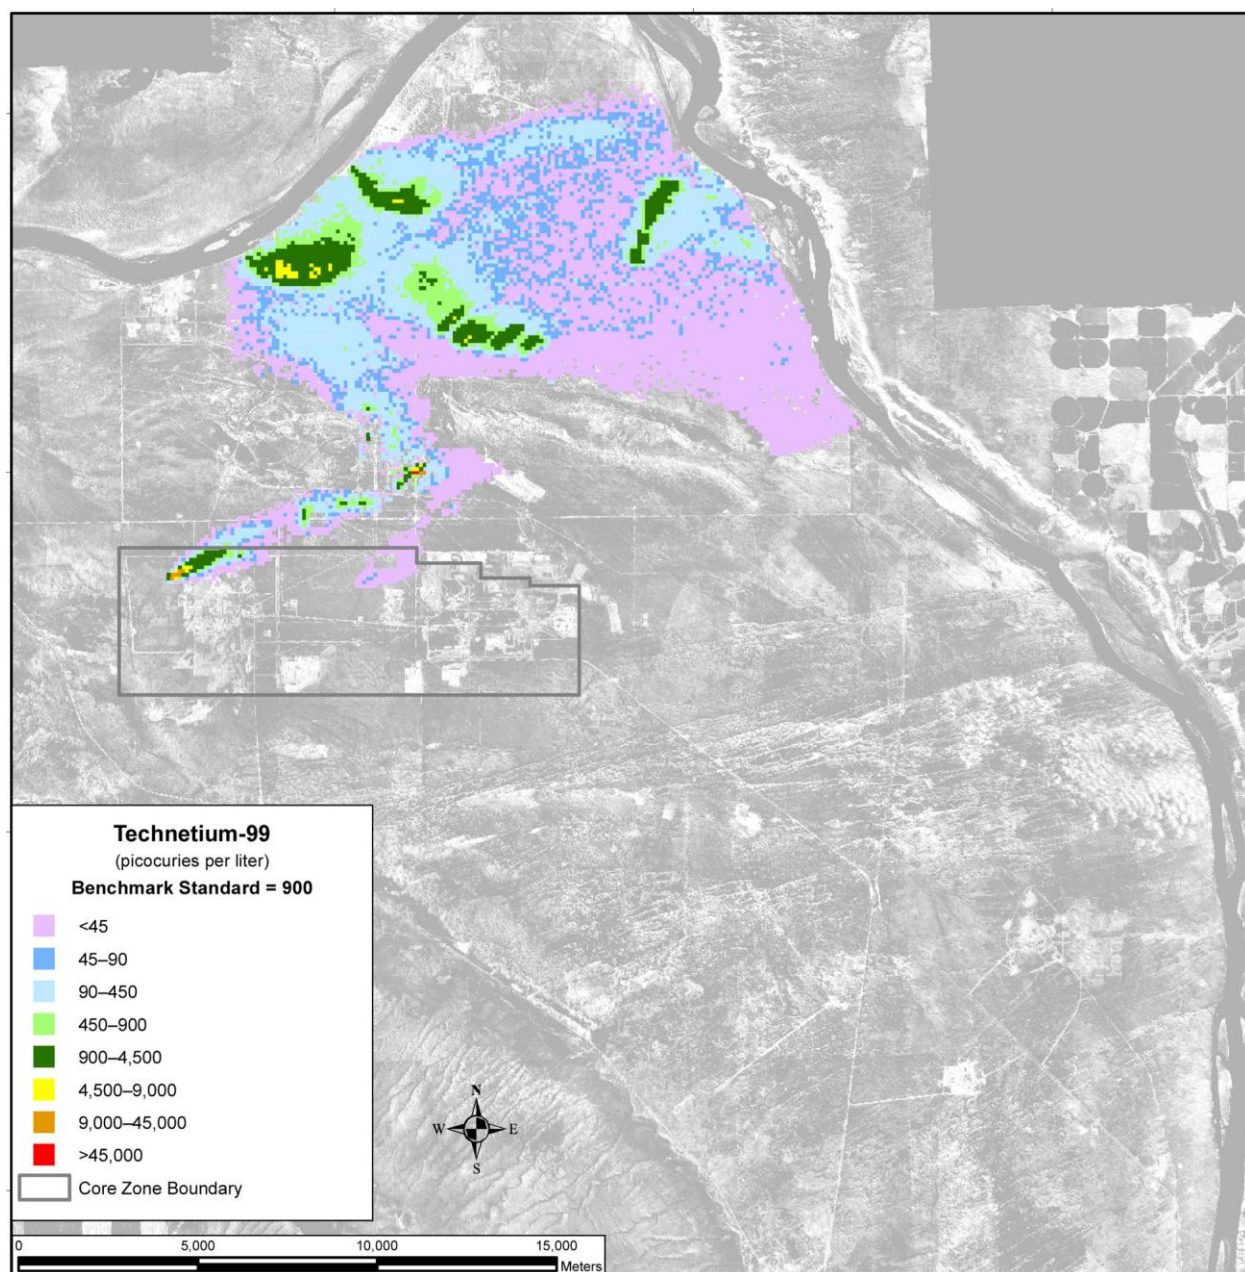 N
W E
S
Technetium-99
(picocuries per liter)
Benchmark Standard = 900
<45
45–90
90–450
450–900
900–4,500
4,500–9,000
9,000–45,000
>45,000
Core Zone Boundary
0 5,000 10,000 15,000
Meters